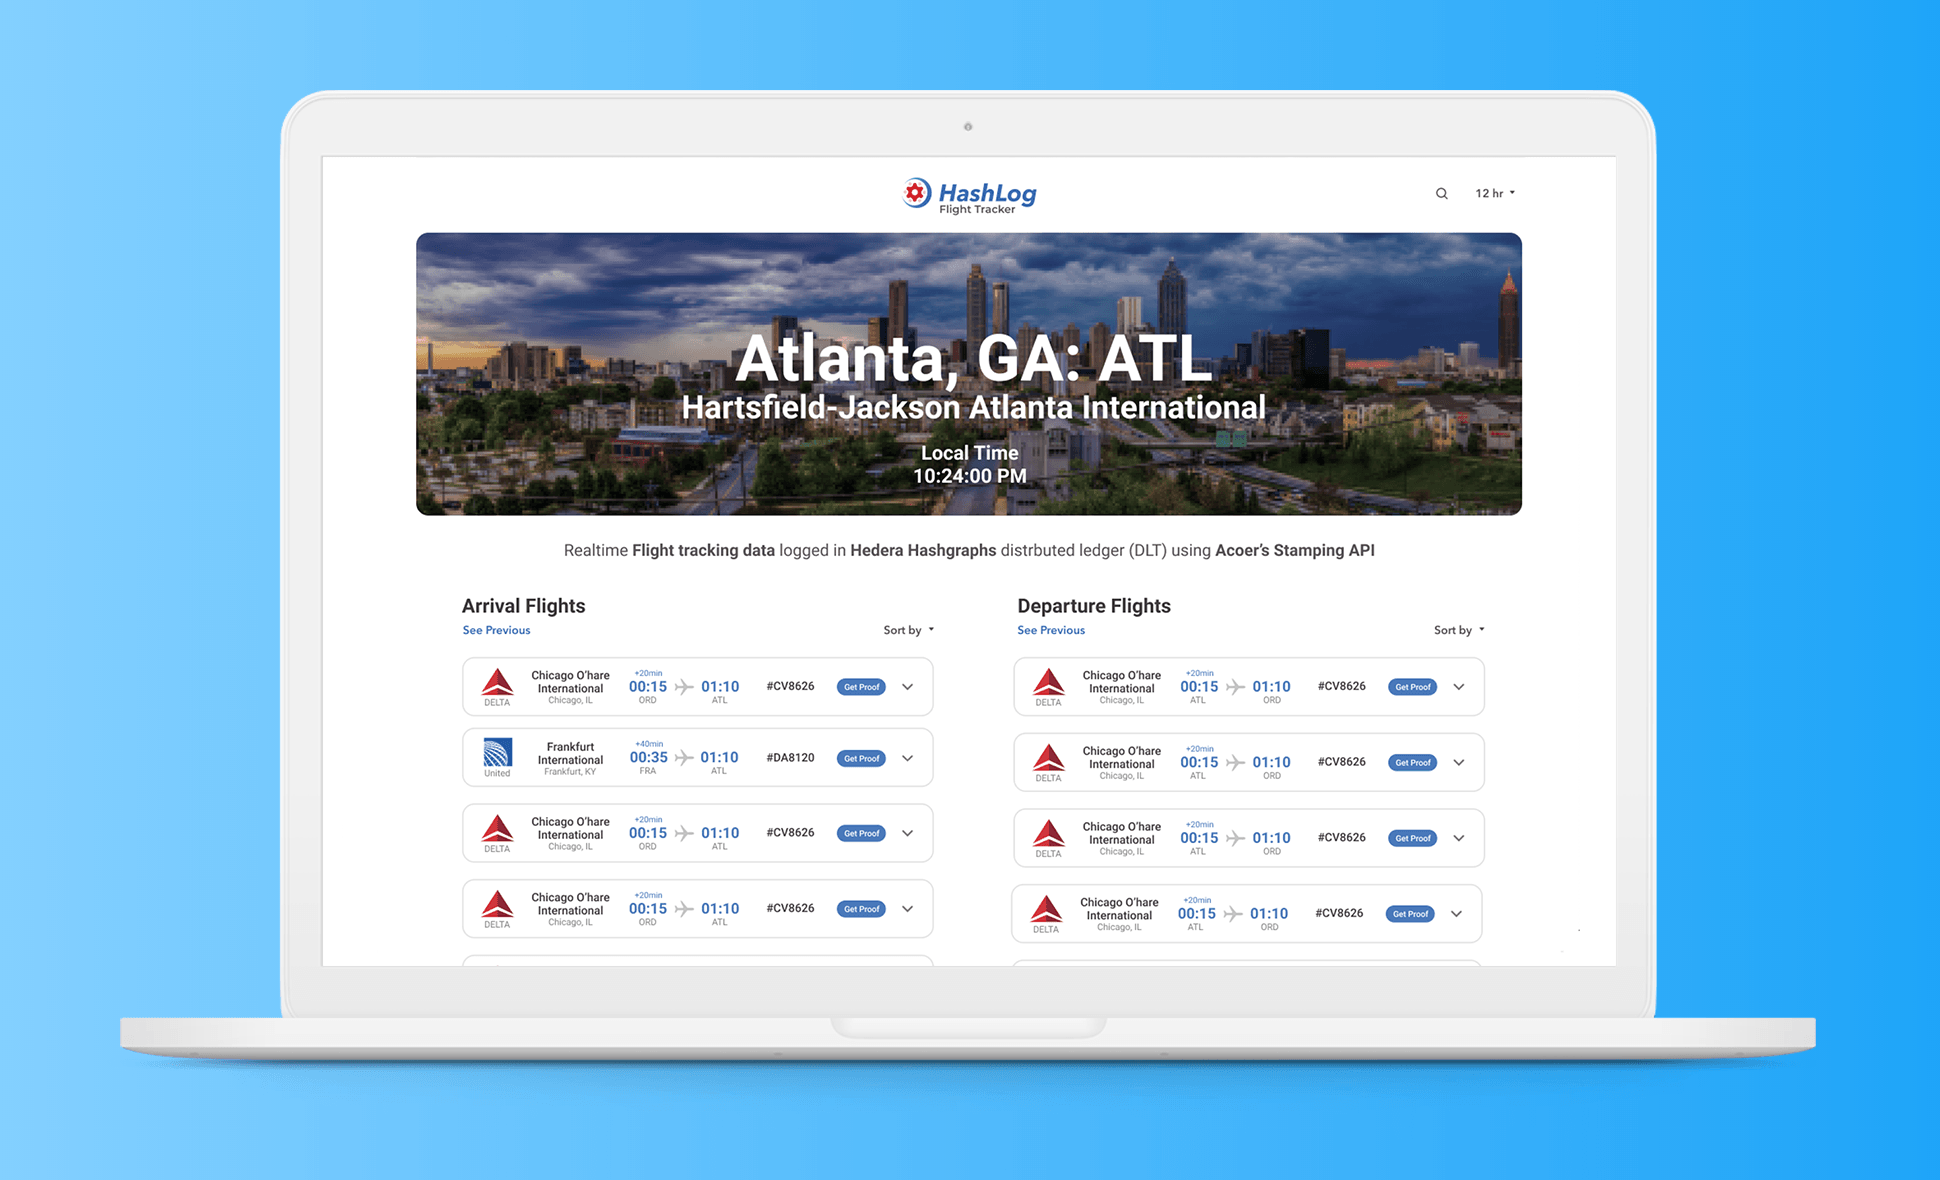 HashLog
Flight Tracker
12 hr
Atlanta, GA: ATL
Hartsfield-Jackson Atlanta International
Local Time
10:24:00 PM
Realtime Flight tracking data logged in Hedera Hashgraphs distrbuted ledger (DLT) using Acoer's Stamping API
Arrival Flights
See Previous
Sort by
DELTA
Chicago O'hare
International
Chicago, IL
+20min
00:15
ORD
01:10
ATL
#CV8626
Get Proof
United
Frankfurt
International
Frankfurt, KY
+40min
00:35
FRA
01:10
ATL
#DA8120
Get Proof
DELTA
Chicago O'hare
International
Chicago, IL
+20min
00:15
ORD
01:10
ATL
#CV8626
Get Proof
DELTA
Chicago O'hare
International
Chicago, IL
+20min
00:15
ORD
01:10
ATL
#CV8626
Get Proof
Departure Flights
See Previous
Sort by
DELTA
Chicago O'hare
International
Chicago, IL
+20min
00:15
ATL
01:10
ORD
#CV8626
Get Proof
DELTA
Chicago O'hare
International
Chicago, IL
+20min
00:15
ATL
01:10
ORD
#CV8626
Get Proof
DELTA
Chicago O'hare
International
Chicago, IL
+20min
00:15
ATL
01:10
ORD
#CV8626
Get Proof
DELTA
Chicago O'hare
International
Chicago, IL
+20min
00:15
ATL
01:10
ORD
#CV8626
Get Proof